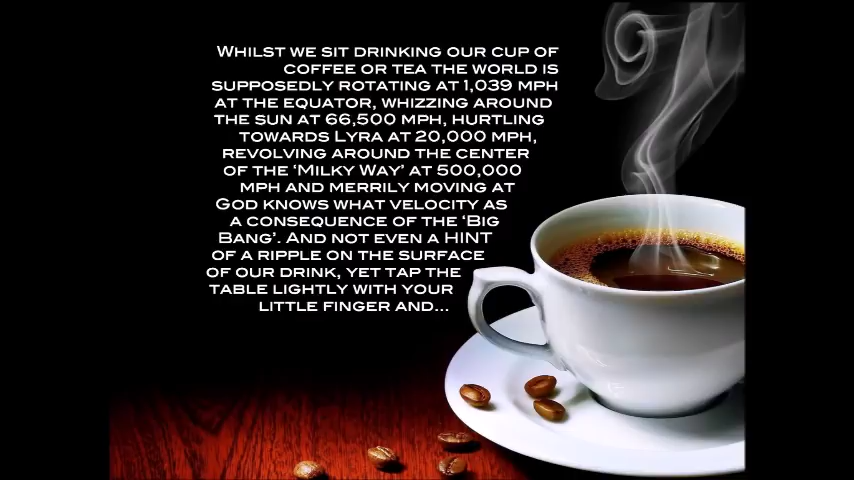 Whilst we sit drinking our cup of
coffee or tea the world is
supposedly rotating at 1,039 mph
at the equator, whizzing around
the sun at 66,500 mph, hurtling
towards Lyra at 20,000 mph,
revolving around the center
of the ‘Milky Way’ at 500,000
mph and merrily moving at
God knows what velocity as
a consequence of the ‘Big
Bang’. And not even a HINT
of a ripple on the surface
of our drink, yet tap the
table lightly with your
little finger and...